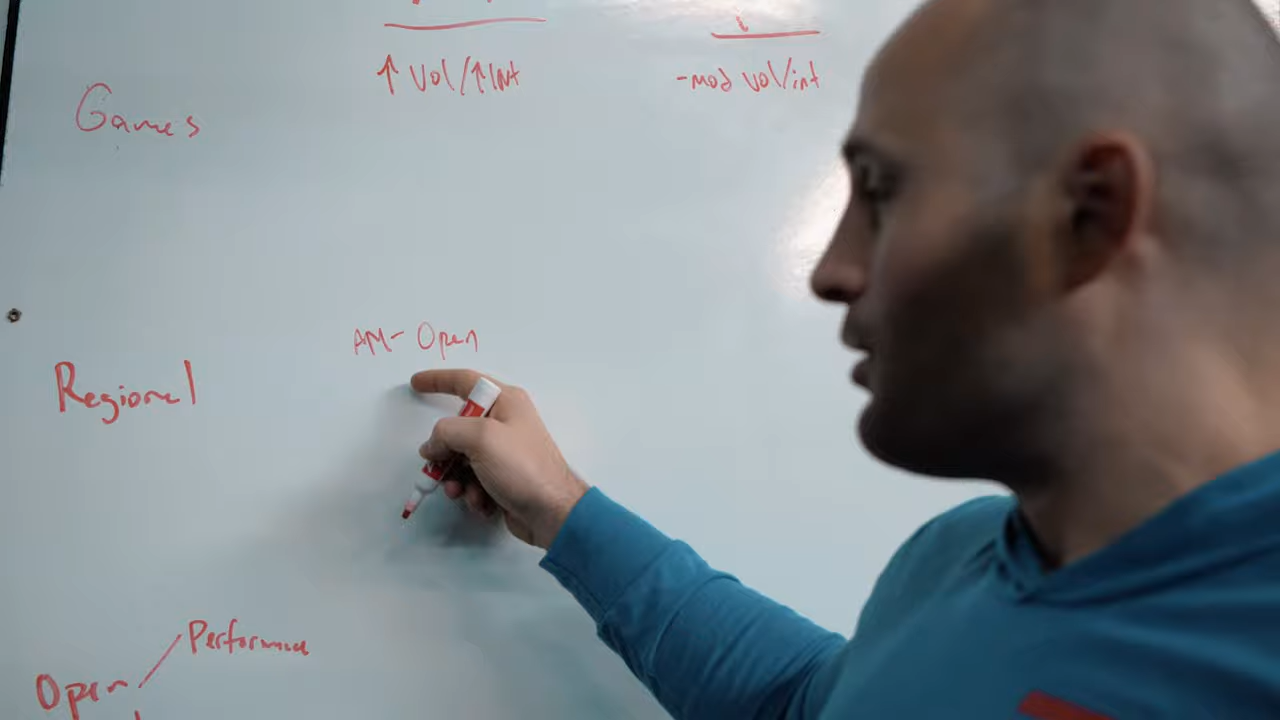 ↑ Vol/↑Int
-mod vol/int
Games
AM- Open
Regional
Performance
Open